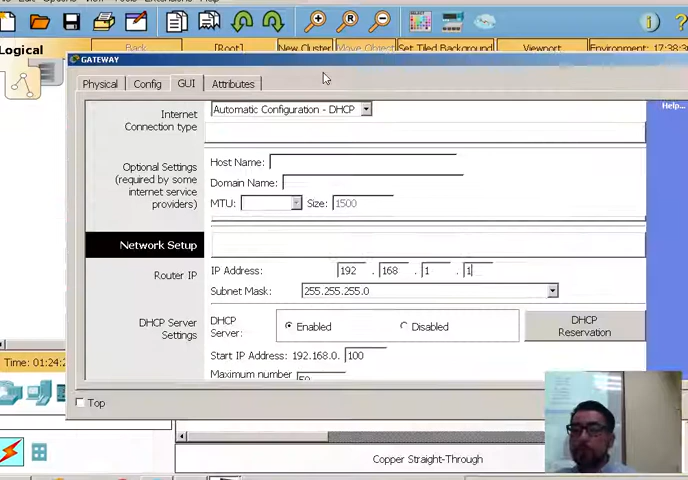 Logical
Back
[Root]
New Cluster
Move Object
Set Tiled Background
Viewport
Environment: 17:38:3
GATEWAY
Physical
Config
GUI
Attributes
Help...
Internet
Connection type
Automatic Configuration - DHCP
Optional Settings
(required by some
internet service
providers)
Host Name:
Domain Name:
MTU:
Size:
1500
Network Setup
Router IP
IP Address:
192 . 168 . 1 . 1
Subnet Mask:
255.255.255.0
DHCP Server
Settings
DHCP
Server:
Enabled
Disabled
DHCP
Reservation
Start IP Address: 192.168.0. 100
Maximum number
50
Time: 01:24:2
Top
Copper Straight-Through